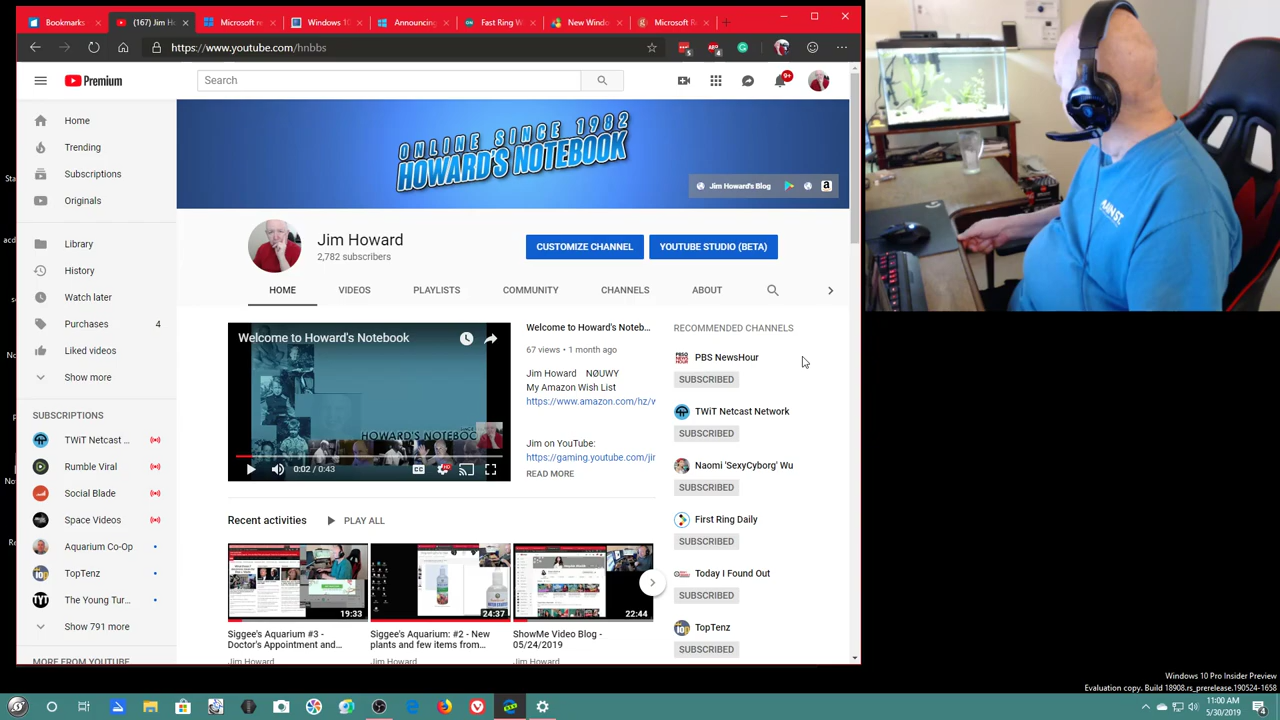 Bookmarks
(167) Jim H
Microsoft re
Windows 10
Announcing
Fast Ring W
New Windo
Microsoft R
https://www.youtube.com/hnbbs
Premium
Search
9+
Home
Trending
Subscriptions
Originals
Library
History
Watch later
Purchases 4
Liked videos
Show more
SUBSCRIPTIONS
TWiT Netcast ...
Rumble Viral
Social Blade
Space Videos
Aquarium Co-Op
TopTenz
The Young Tur...
Show 791 more
MORE FROM YOUTUBE
ONLINE SINCE 1982
HOWARD'S NOTEBOOK
Jim Howard's Blog
Jim Howard
2,782 subscribers
CUSTOMIZE CHANNEL
YOUTUBE STUDIO (BETA)
HOME VIDEOS PLAYLISTS COMMUNITY CHANNELS ABOUT
Welcome to Howard's Notebook
HOWARD'S NOTEBOO
0:02 / 0:43
Welcome to Howard's Noteb...
67 views • 1 month ago
Jim Howard NØUWY
My Amazon Wish List
https://www.amazon.com/hz/w
Jim on YouTube:
https://gaming.youtube.com/jir
READ MORE
RECOMMENDED CHANNELS
PBS NewsHour
SUBSCRIBED
TWiT Netcast Network
SUBSCRIBED
Naomi 'SexyCyborg' Wu
SUBSCRIBED
First Ring Daily
SUBSCRIBED
Today I Found Out
SUBSCRIBED
TopTenz
SUBSCRIBED
Recent activities PLAY ALL
19:33
Siggee's Aquarium #3 -
Doctor's Appointment and...
Jim Howard
24:37
Siggee's Aquarium: #2 - New
plants and few items from...
Jim Howard
22:44
ShowMe Video Blog -
05/24/2019
Jim Howard
Windows 10 Pro Insider Preview
Evaluation copy. Build 18908.rs_prerelease.190524-1658
11:00 AM
5/30/2019
4